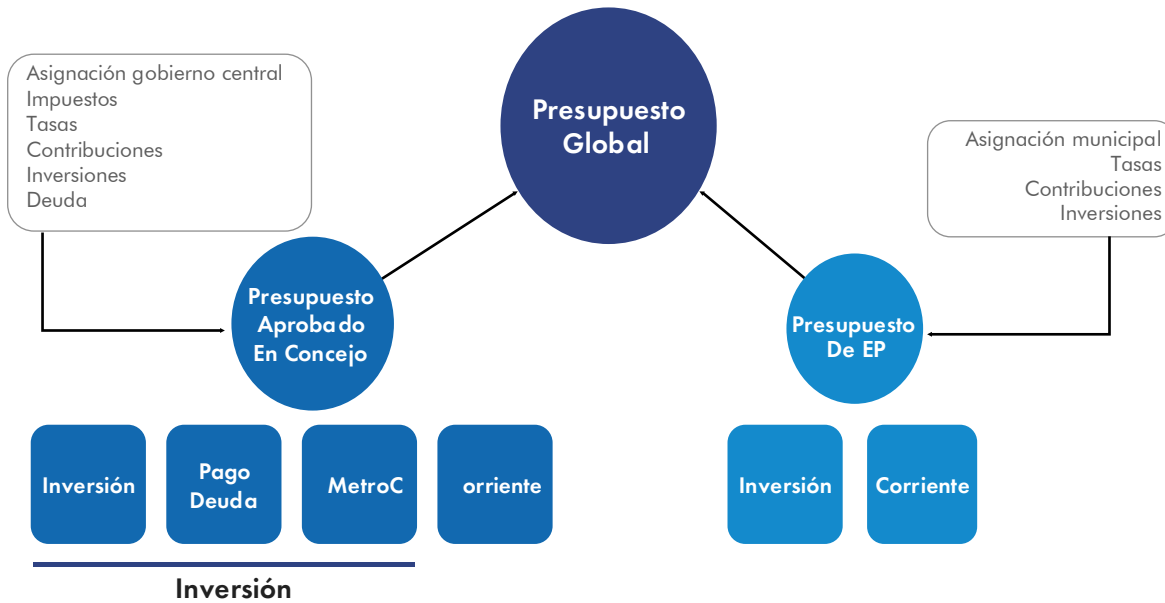 Asignación gobierno central
Impuestos
Tasas
Contribuciones
Inversiones
Deuda
Presupuesto
Global
Asignación municipal
Tasas
Contribuciones
Inversiones
Presupuesto
Aprobado
En Concejo
Presupuesto
De EP
Inversión
Pago
Deuda
MetroC
orriente
Inversión
Corriente
Inversión